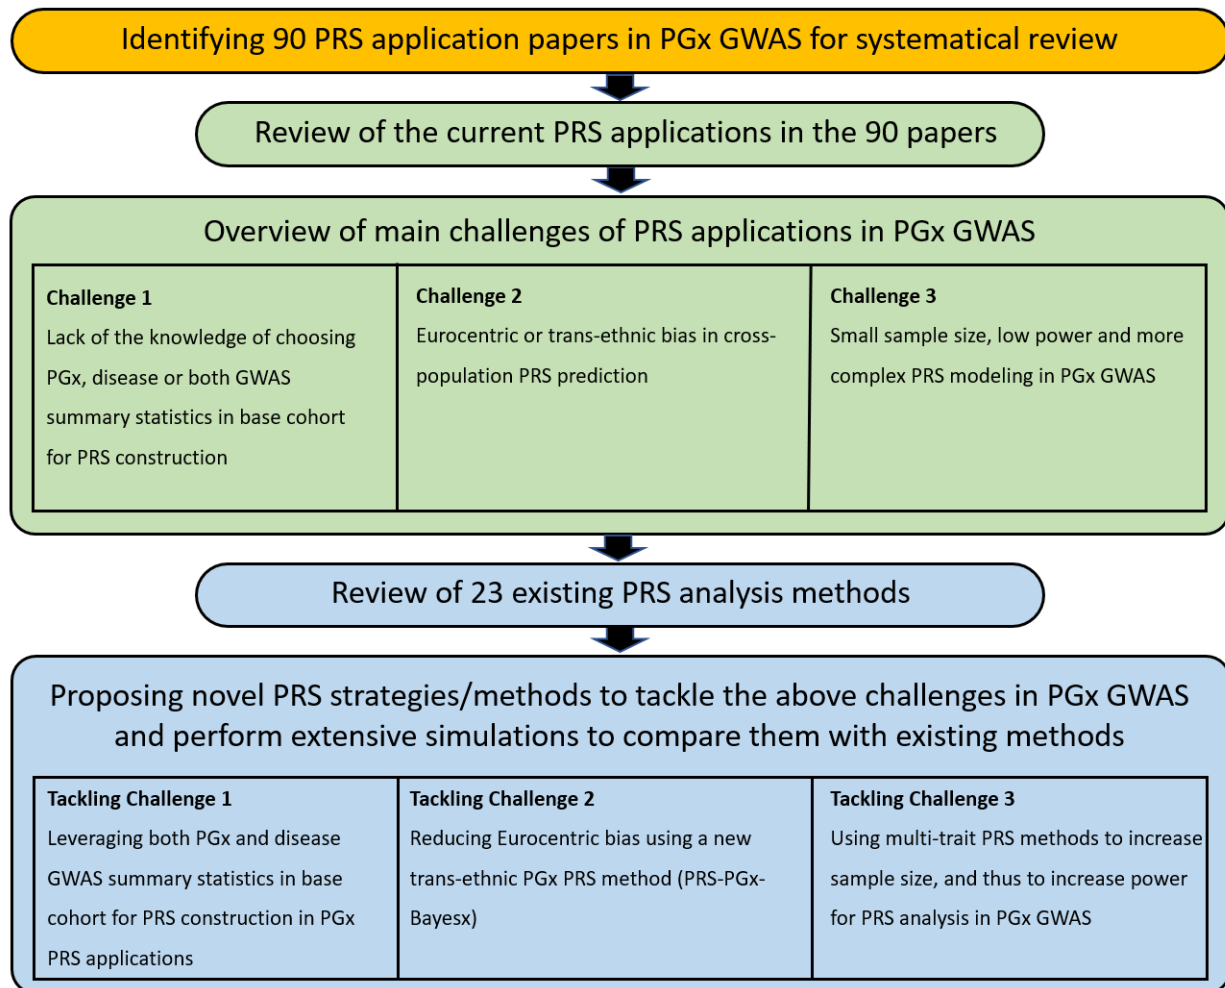 Identifying 90 PRS application papers in PGx GWAS for systematical review
Review of the current PRS applications in the 90 papers
Overview of main challenges of PRS applications in PGx GWAS
Challenge 1
Lack of the knowledge of choosing
PGx, disease or both GWAS
summary statistics in base cohort
for PRS construction
Challenge 2
Eurocentric or trans-ethnic bias in cross-
population PRS prediction
Challenge 3
Small sample size, low power and more
complex PRS modeling in PGx GWAS
Review of 23 existing PRS analysis methods
Proposing novel PRS strategies/methods to tackle the above challenges in PGx GWAS
and perform extensive simulations to compare them with existing methods
Tackling Challenge 1
Leveraging both PGx and disease
GWAS summary statistics in base
cohort for PRS construction in PGx
PRS applications
Tackling Challenge 2
Reducing Eurocentric bias using a new
trans-ethnic PGx PRS method (PRS-PGx-
Bayesx)
Tackling Challenge 3
Using multi-trait PRS methods to increase
sample size, and thus to increase power
for PRS analysis in PGx GWAS